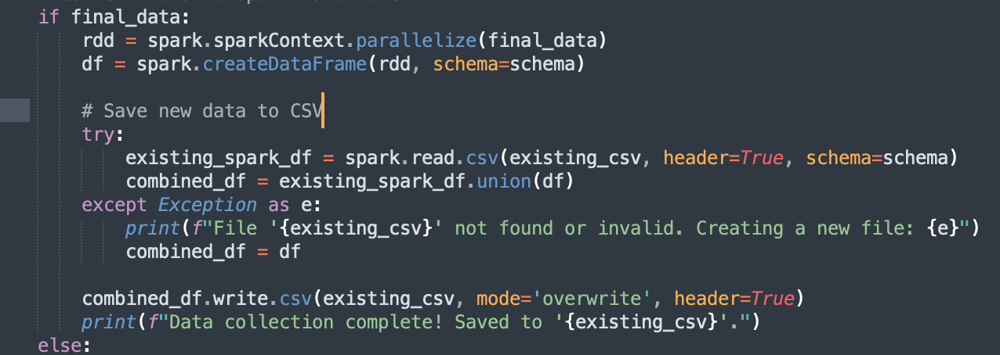 if final_data:
rdd = spark.sparkContext.parallelize(final_data)
df = spark.createDataFrame(rdd, schema=schema)
# Save new data to CSV
try:
existing_spark_df = spark.read.csv(existing_csv, header=True, schema=schema)
combined_df = existing_spark_df.union(df)
except Exception as e:
print(f"File '{existing_csv}' not found or invalid. Creating a new file: {e}")
combined_df = df
combined_df.write.csv(existing_csv, mode='overwrite', header=True)
print(f"Data collection complete! Saved to '{existing_csv}'.")
else: